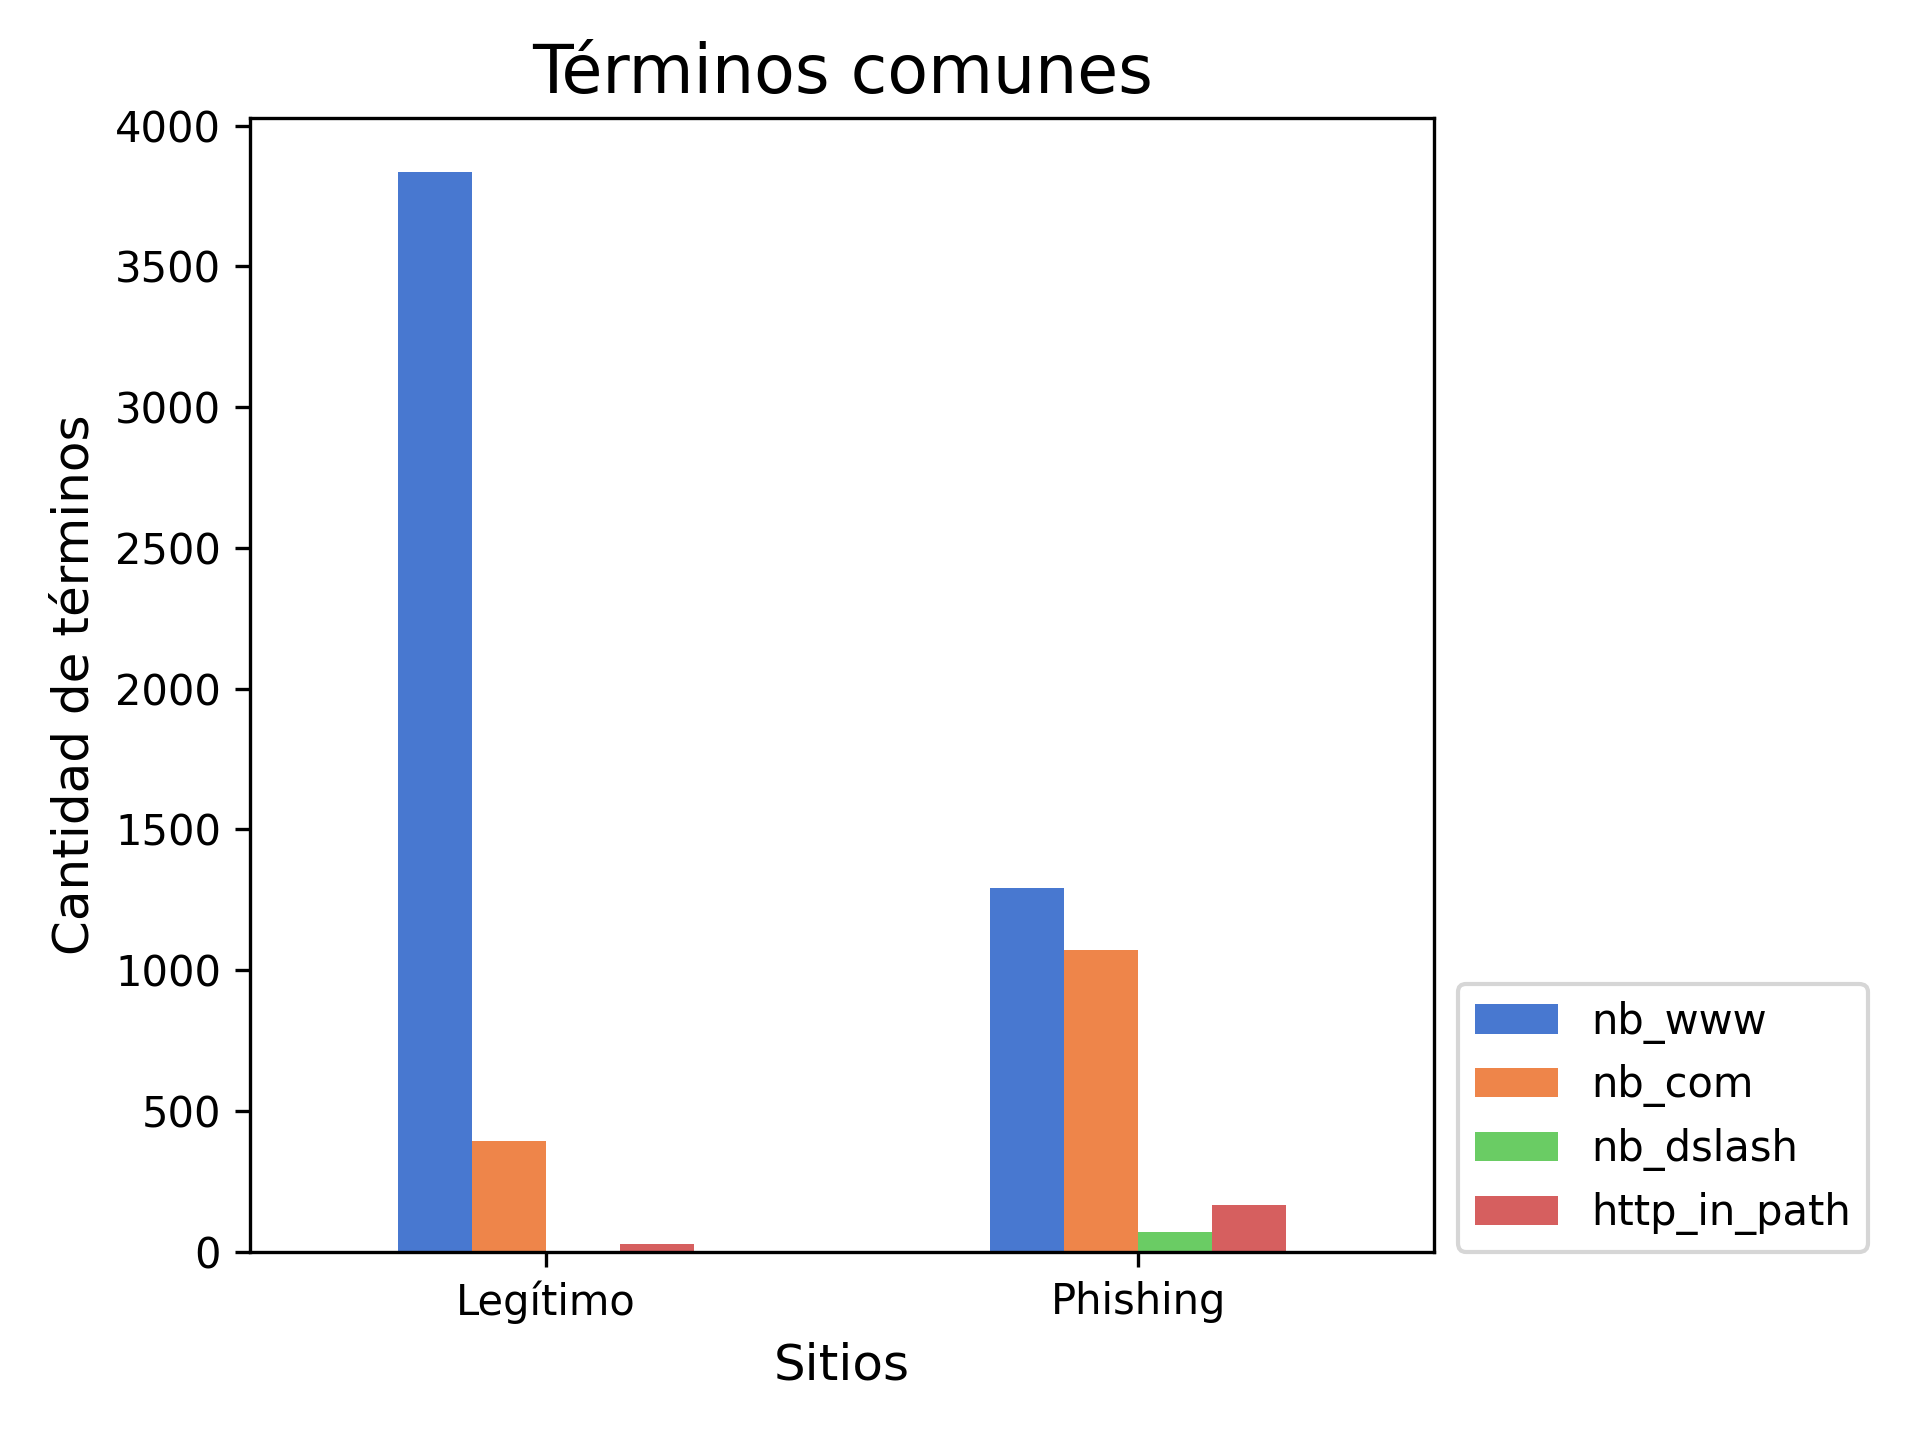 Términos comunes
Cantidad de términos
4000
3500
3000
2500
2000
1500
1000
500
0
Legítimo
Phishing
Sitios
nb_www
nb_com
nb_dslash
http_in_path